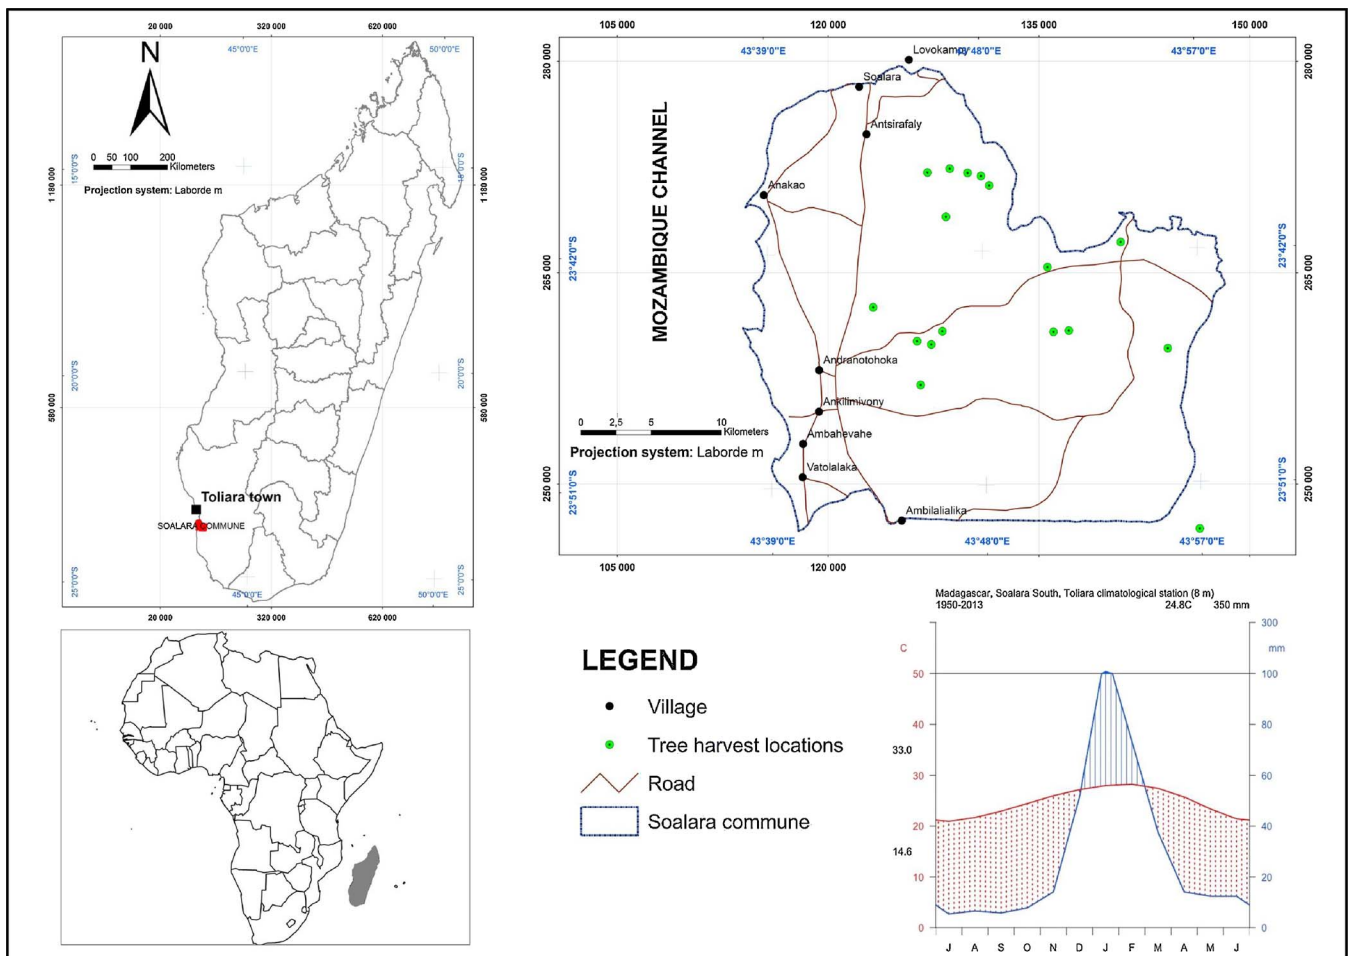 20 000 320 000 620 000
45°0'0"E 50°0'0"E
N
0 50 100 200
Kilometers
Projection system: Laborde m
15°0'0"S 15°0'0"S
1 180 000 1 180 000
20°0'0"S 20°0'0"S
580 000 580 000
Toliara town
SOALARA COMMUNE
25°0'0"S 25°0'0"S
45°0'0"E 50°0'0"E
20 000 320 000 620 000
105 000 120 000 135 000 150 000
43°39'0"E 43°48'0"E 43°57'0"E
280 000 280 000
Soalara
Antsirafaly
Anakao
MOZAMBIQUE CHANNEL
23°42'0"S 23°42'0"S
265 000 265 000
Andranotohoka
Ankilimivony
Ambahevahe
Vatolalaka
Ambilalialika
0 2,5 5 10
Kilometers
Projection system: Laborde m
250 000 250 000
23°51'0"S 23°51'0"S
43°39'0"E 43°48'0"E 43°57'0"E
105 000 120 000 135 000 150 000
LEGEND
Village
Tree harvest locations
Road
Soalara commune
Madagascar, Soalara South, Toliara climatological station (8 m)
1950-2013 24.8C 350 mm
C
300
mm
50 100
40 80
33.0
30 60
20 40
14.6
10 20
0 0
J A S O N D J F M A M J